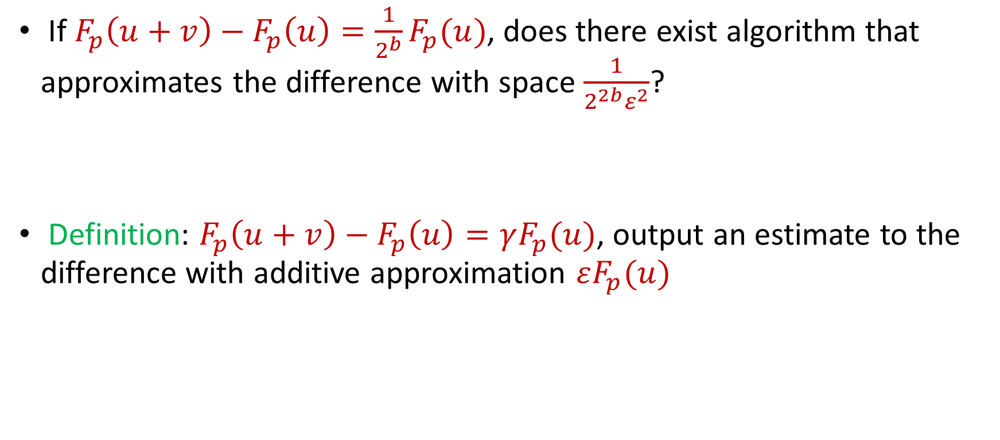 • If $F_p(u + v) - F_p(u) = \frac{1}{2^b} F_p(u)$, does there exist algorithm that
approximates the difference with space $\frac{1}{2^{2b} \varepsilon^2}$?
• Definition: $F_p(u + v) - F_p(u) = \gamma F_p(u)$, output an estimate to the
difference with additive approximation $\varepsilon F_p(u)$